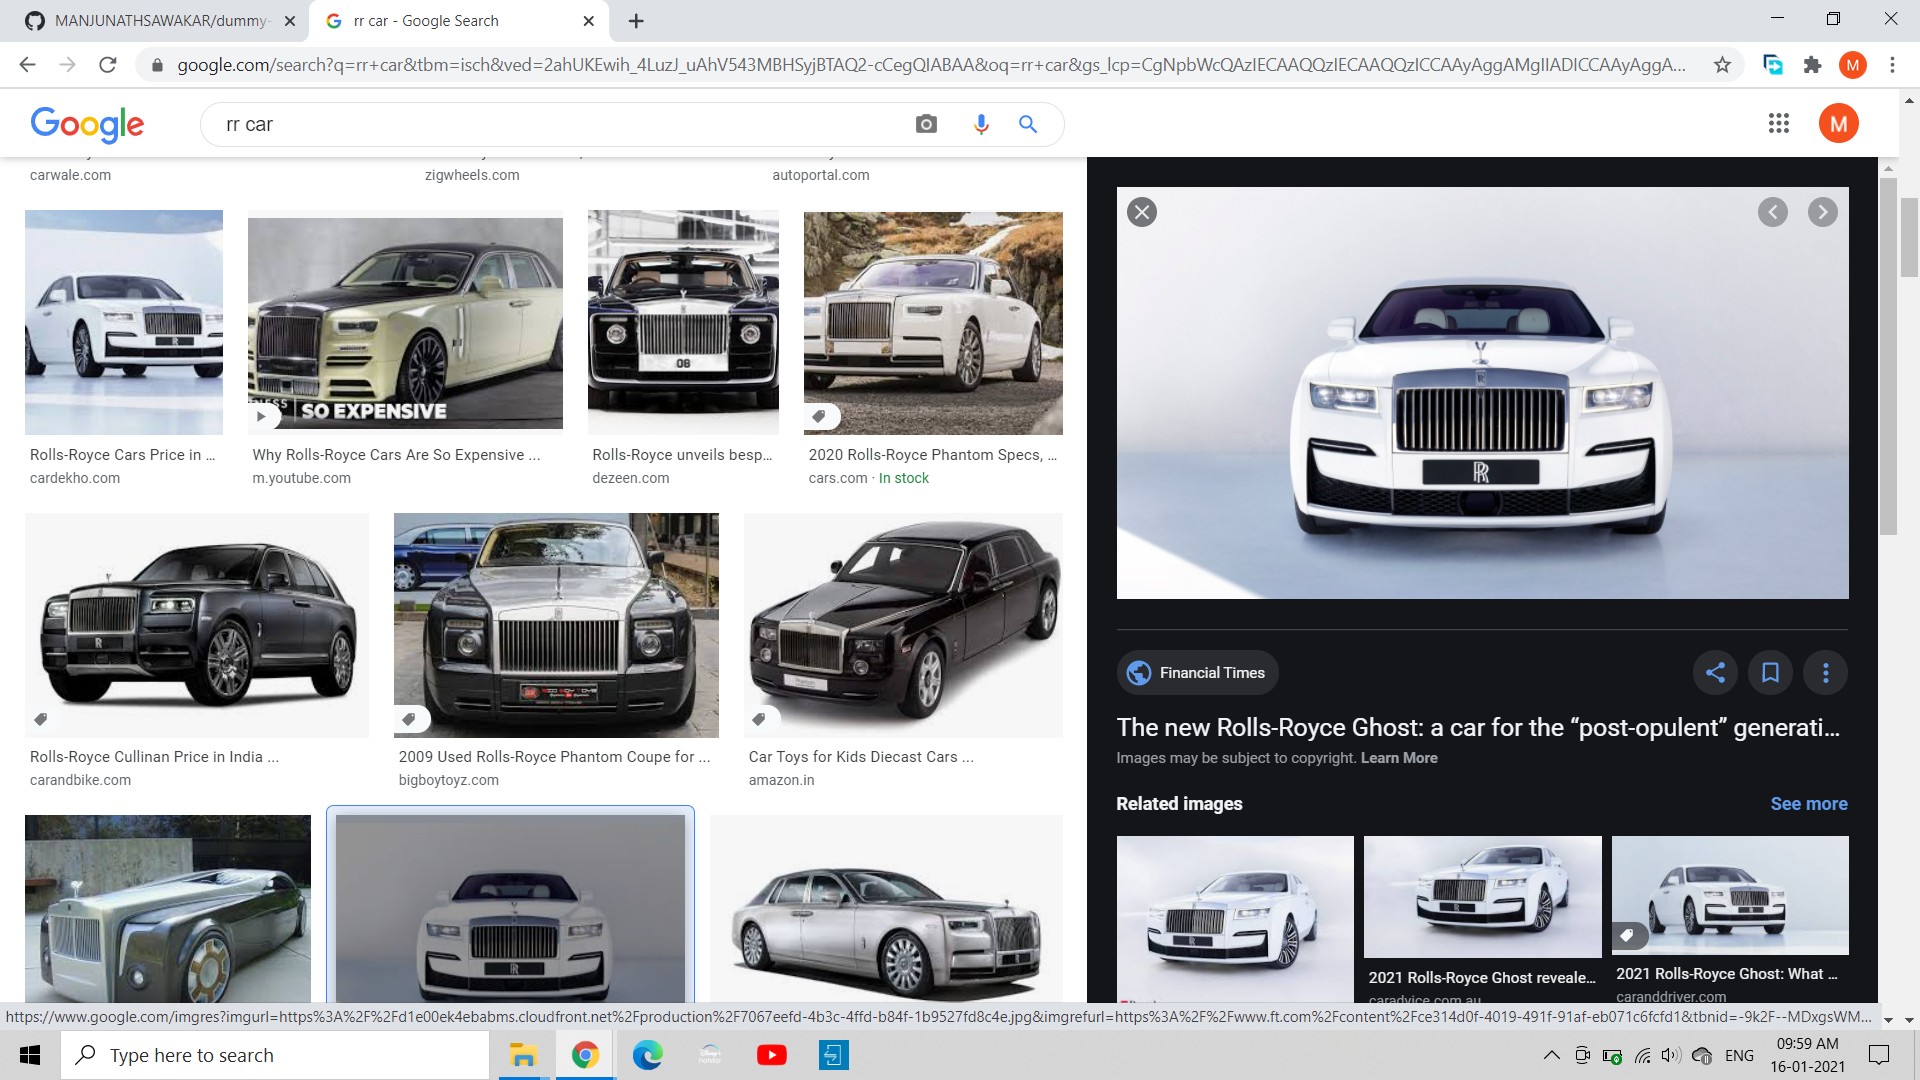 MANJUNATHSAWAKAR/dummy-
rr car - Google Search
google.com/search?q=rr+car&tbm=isch&ved=2ahUKEwih_4LuzJ_uAhV543MBHSyjBTAQ2-cCegQIABAA&oq=rr+car&gs_lcp=CgNpbWcQAzIECAAQQzIECAAQQzICCAAyAggAMgIIADICCAAyAggA...
M
Google
rr car
M
carwale.com
zigwheels.com
autoportal.com
SO EXPENSIVE
08
Rolls-Royce Cars Price in ...
cardekho.com
Why Rolls-Royce Cars Are So Expensive ...
m.youtube.com
Rolls-Royce unveils besp...
dezeen.com
2020 Rolls-Royce Phantom Specs, ...
cars.com · In stock
Rolls-Royce Cullinan Price in India ...
carandbike.com
2009 Used Rolls-Royce Phantom Coupe for ...
bigboytoyz.com
Car Toys for Kids Diecast Cars ...
amazon.in
Financial Times
The new Rolls-Royce Ghost: a car for the “post-opulent” generati...
Images may be subject to copyright. Learn More
Related images
See more
2021 Rolls-Royce Ghost reveale...
caradvice.com.au
2021 Rolls-Royce Ghost: What ...
caranddriver.com
https://www.google.com/imgres?imgurl=https%3A%2F%2Fd1e00ek4ebabms.cloudfront.net%2Fproduction%2F7067eefd-4b3c-4ffd-b84f-1b9527fd8c4e.jpg&imgrefurl=https%3A%2F%2Fwww.ft.com%2Fcontent%2Fce314d0f-4019-491f-91af-eb071c6fcfd1&tbnid=-9k2F--MDxgsWM...
Type here to search
ENG
09:59 AM
16-01-2021